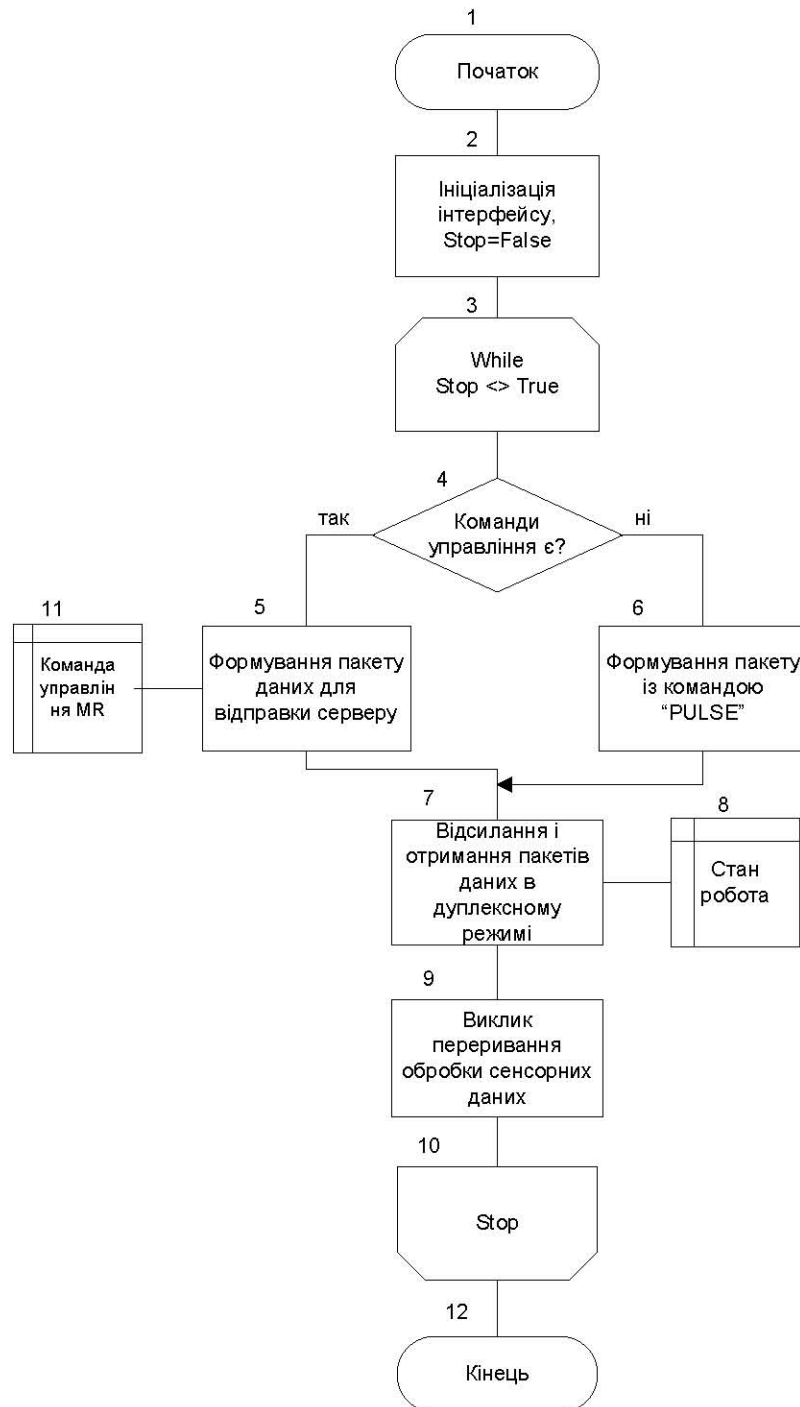 1
Початок
2
Ініціалізація
інтерфейсу,
Stop=False
3
While
Stop <> True
4
Команди
управління є?
так
ні
11
Команда
управлін
ня MR
5
Формування пакету
даних для
відправки серверу
6
Формування пакету
із командою
“PULSE”
7
Відсилання і
отримання пакетів
даних в
дуплексному
режимі
8
Стан
робота
9
Виклик
переривання
обробки сенсорних
даних
10
Stop
12
Кінець